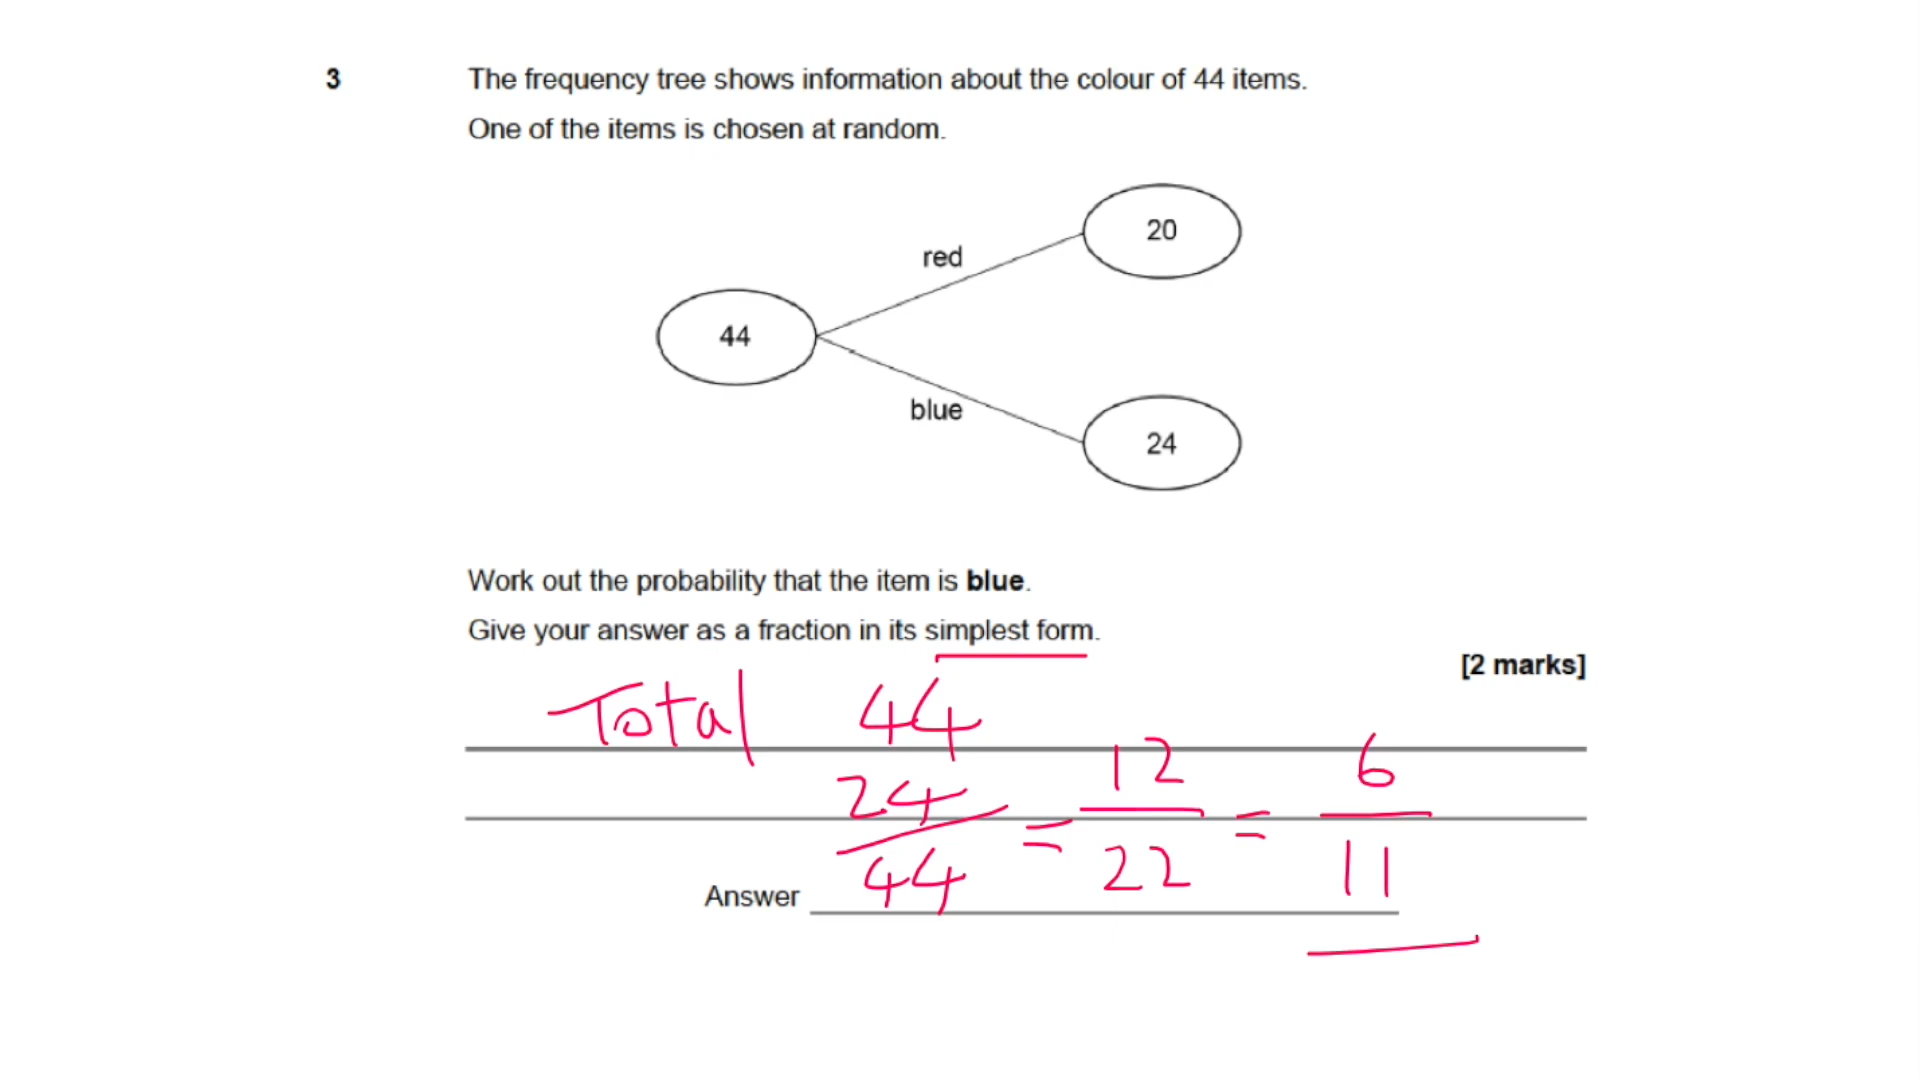 3 The frequency tree shows information about the colour of 44 items.
One of the items is chosen at random.
20
red
44
blue
24
Work out the probability that the item is blue.
Give your answer as a fraction in its simplest form.
[2 marks]
Total 44
24/44 = 12/22 = 6/11
Answer